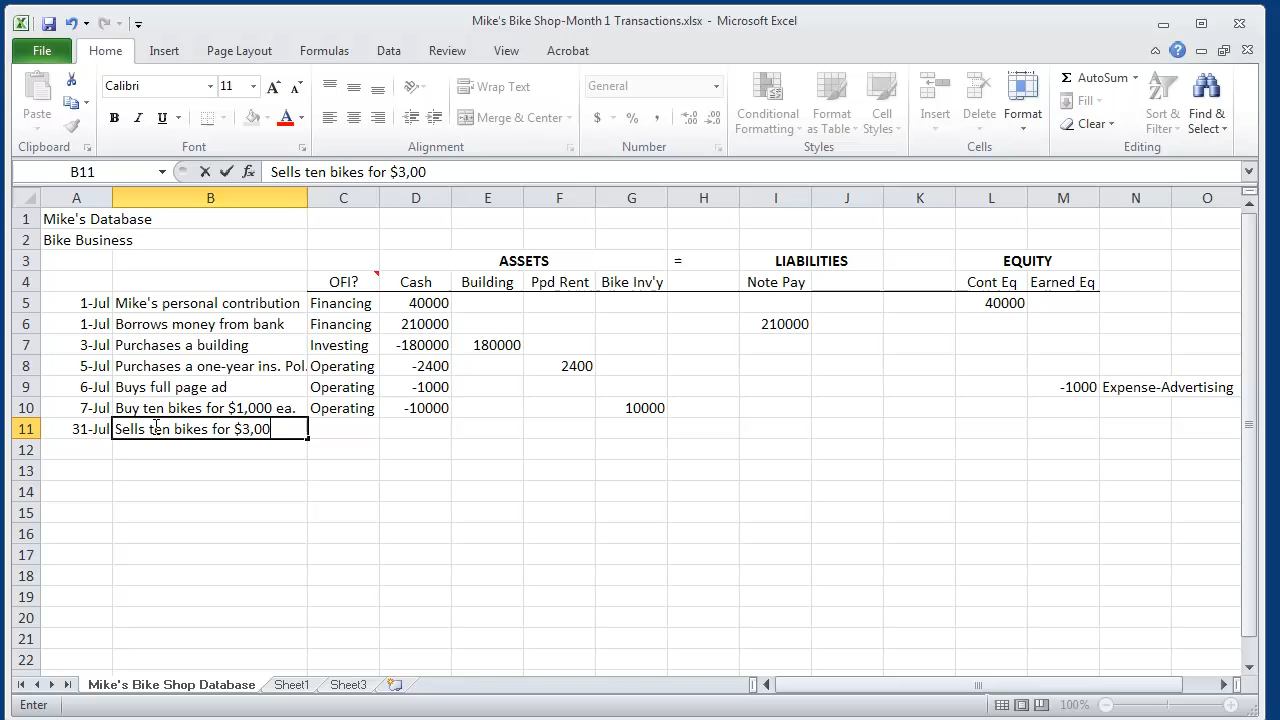 Mike's Bike Shop-Month 1 Transactions.xlsx - Microsoft Excel
File Home Insert Page Layout Formulas Data Review View Acrobat
Paste
Clipboard
Calibri 11 A A
B I U A
Font
Wrap Text
Merge & Center
Alignment
General
$ % ,
Number
Conditional Formatting
Format as Table
Cell Styles
Styles
Insert Delete Format
Cells
Σ AutoSum
Fill
Clear
Sort & Filter
Find & Select
Editing
B11 fx Sells ten bikes for $3,00
A B C D E F G H I J K L M N O
1 Mike's Database
2 Bike Business
3 ASSETS = LIABILITIES EQUITY
4 OFI? Cash Building Ppd Rent Bike Inv'y Note Pay Cont Eq Earned Eq
5 1-Jul Mike's personal contribution Financing 40000 40000
6 1-Jul Borrows money from bank Financing 210000 210000
7 3-Jul Purchases a building Investing -180000 180000
8 5-Jul Purchases a one-year ins. Pol. Operating -2400 2400
9 6-Jul Buys full page ad Operating -1000 -1000 Expense-Advertising
10 7-Jul Buy ten bikes for $1,000 ea. Operating -10000 10000
11 31-Jul Sells ten bikes for $3,00
12
13
14
15
16
17
18
19
20
21
22
Mike's Bike Shop Database Sheet1 Sheet3
Enter 100%